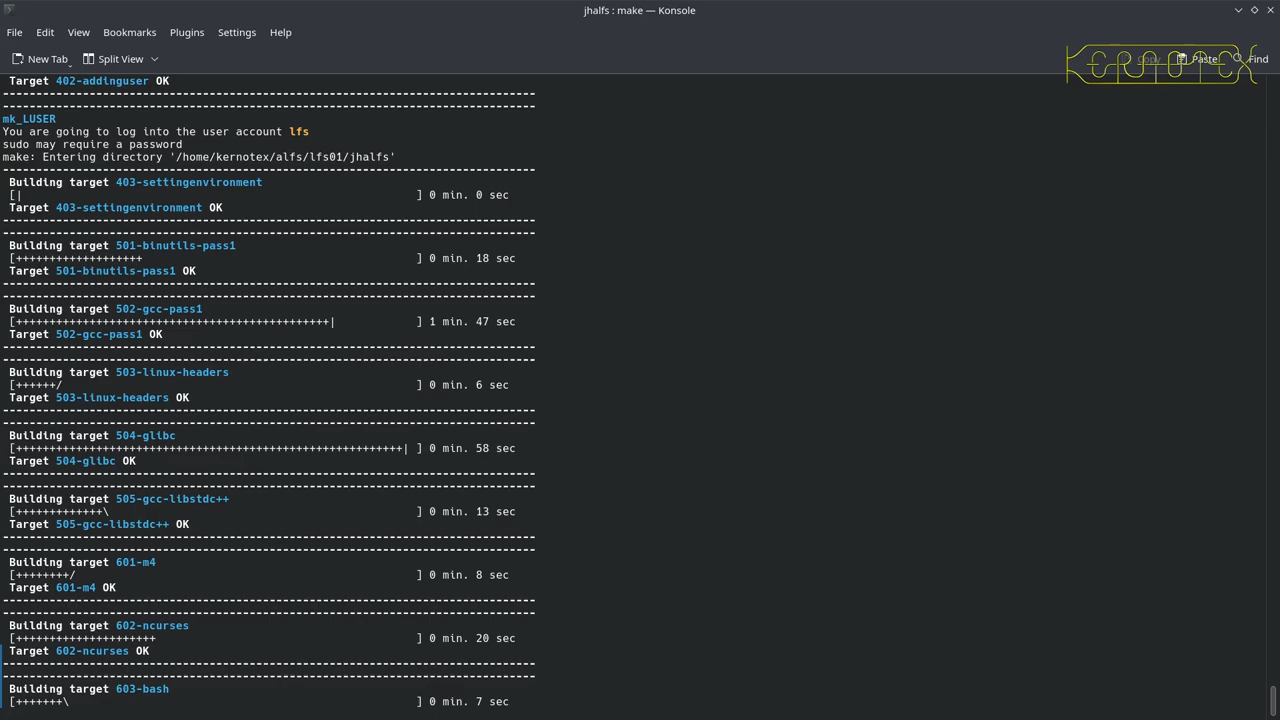 jhalfs : make — Konsole
File Edit View Bookmarks Plugins Settings Help
New Tab Split View Copy Paste Find
KERNOTEX
Target 402-addinguser OK
--------------------------------------------------------------------------------
--------------------------------------------------------------------------------
mk_LUSER
You are going to log into the user account lfs
sudo may require a password
make: Entering directory '/home/kernotex/alfs/lfs01/jhalfs'
--------------------------------------------------------------------------------
Building target 403-settingenvironment
[| ] 0 min. 0 sec
Target 403-settingenvironment OK
--------------------------------------------------------------------------------
--------------------------------------------------------------------------------
Building target 501-binutils-pass1
[+++++++++++++++++++ ] 0 min. 18 sec
Target 501-binutils-pass1 OK
--------------------------------------------------------------------------------
--------------------------------------------------------------------------------
Building target 502-gcc-pass1
[+++++++++++++++++++++++++++++++++++++++++++++++| ] 1 min. 47 sec
Target 502-gcc-pass1 OK
--------------------------------------------------------------------------------
--------------------------------------------------------------------------------
Building target 503-linux-headers
[++++++/ ] 0 min. 6 sec
Target 503-linux-headers OK
--------------------------------------------------------------------------------
--------------------------------------------------------------------------------
Building target 504-glibc
[++++++++++++++++++++++++++++++++++++++++++++++++++++++++++| ] 0 min. 58 sec
Target 504-glibc OK
--------------------------------------------------------------------------------
--------------------------------------------------------------------------------
Building target 505-gcc-libstdc++
[+++++++++++++\ ] 0 min. 13 sec
Target 505-gcc-libstdc++ OK
--------------------------------------------------------------------------------
--------------------------------------------------------------------------------
Building target 601-m4
[++++++++/ ] 0 min. 8 sec
Target 601-m4 OK
--------------------------------------------------------------------------------
--------------------------------------------------------------------------------
Building target 602-ncurses
[+++++++++++++++++++++ ] 0 min. 20 sec
Target 602-ncurses OK
--------------------------------------------------------------------------------
--------------------------------------------------------------------------------
Building target 603-bash
[+++++++\ ] 0 min. 7 sec